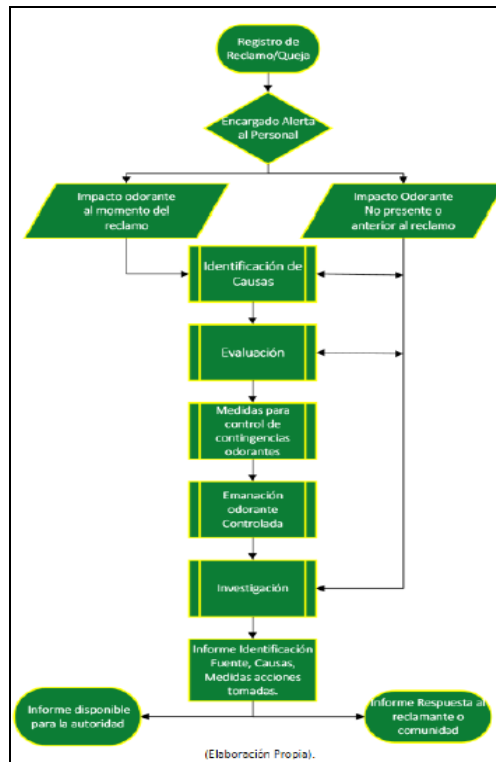 Registro de
Reclamo/Queja
Encargado Alerta
al Personal
Impacto odorante
al momento del
reclamo
Impacto Odorante
No presente o
anterior al reclamo
Identificación de
Causas
Evaluación
Medidas para
control de
contingencias
odorantes
Emanación
odorante
Controlada
Investigación
Informe Identificación
Fuente, Causas,
Medidas acciones
tomadas.
Informe disponible
para la autoridad
Informe Respuesta al
reclamante o
comunidad
(Elaboración Propia).